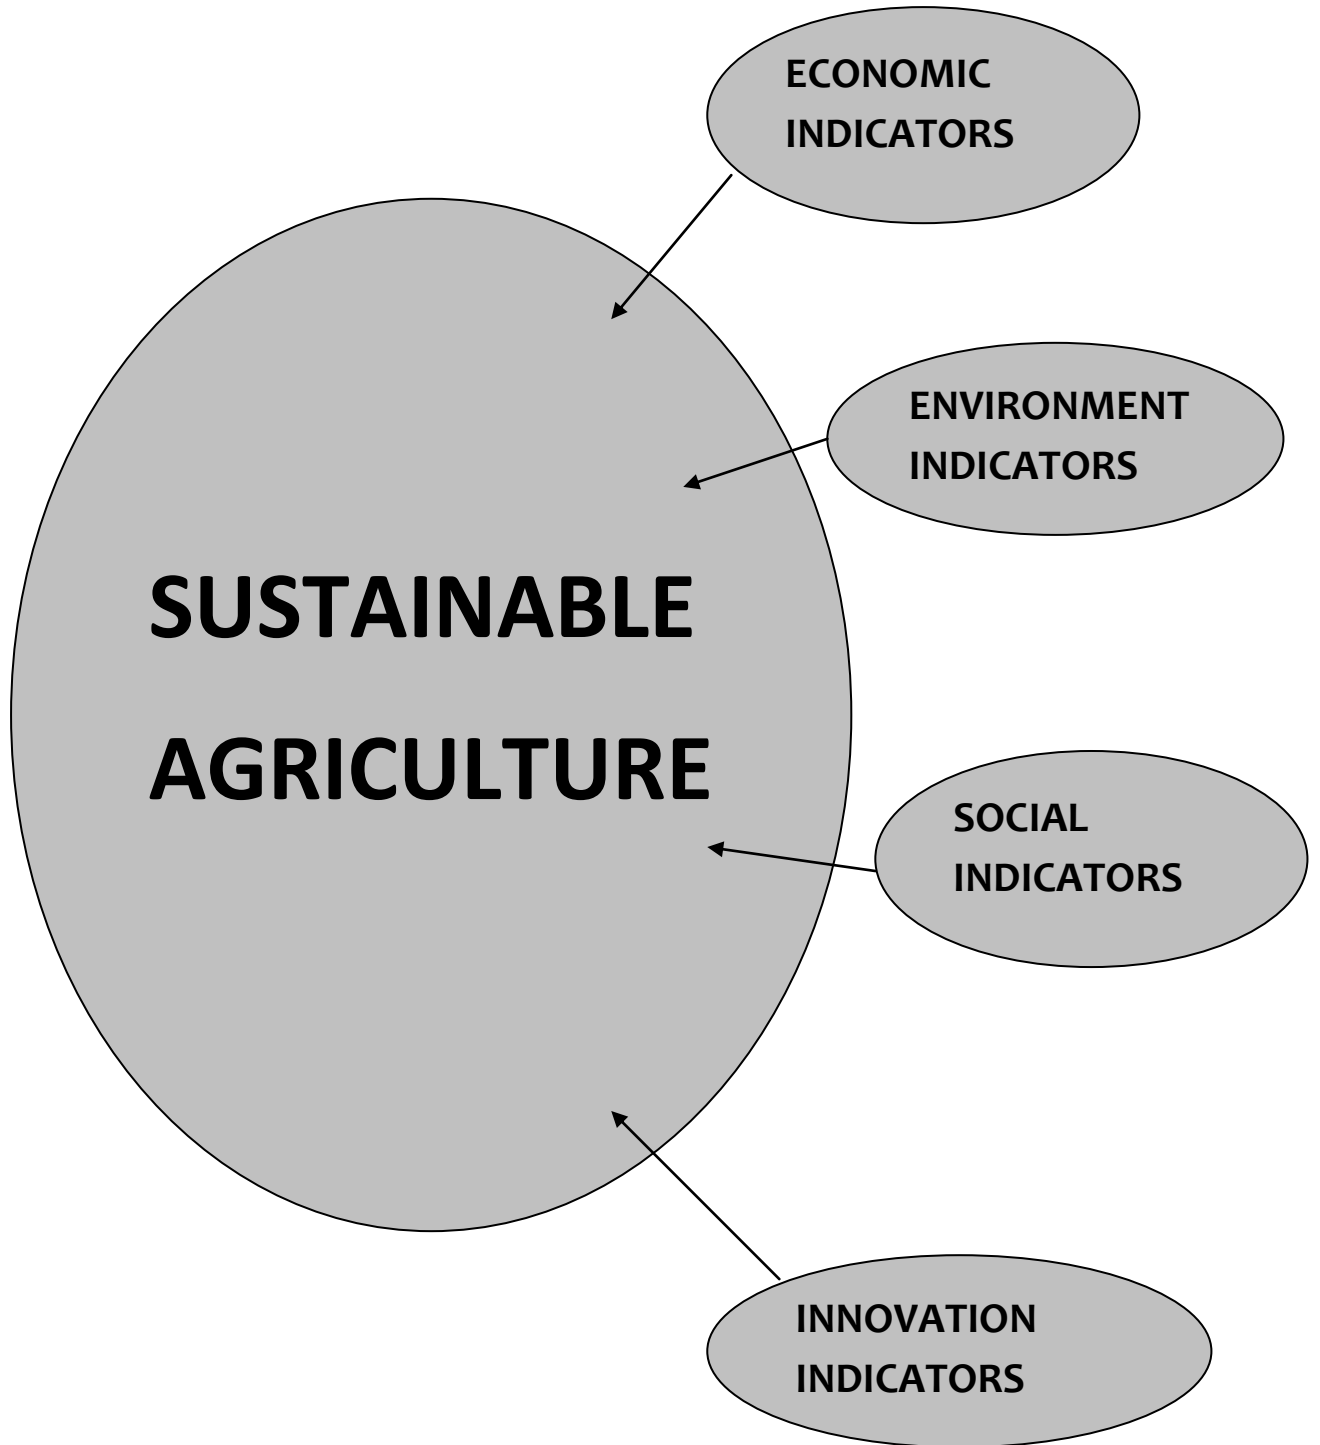 ECONOMIC
INDICATORS
ENVIRONMENT
INDICATORS
SUSTAINABLE
AGRICULTURE
SOCIAL
INDICATORS
INNOVATION
INDICATORS